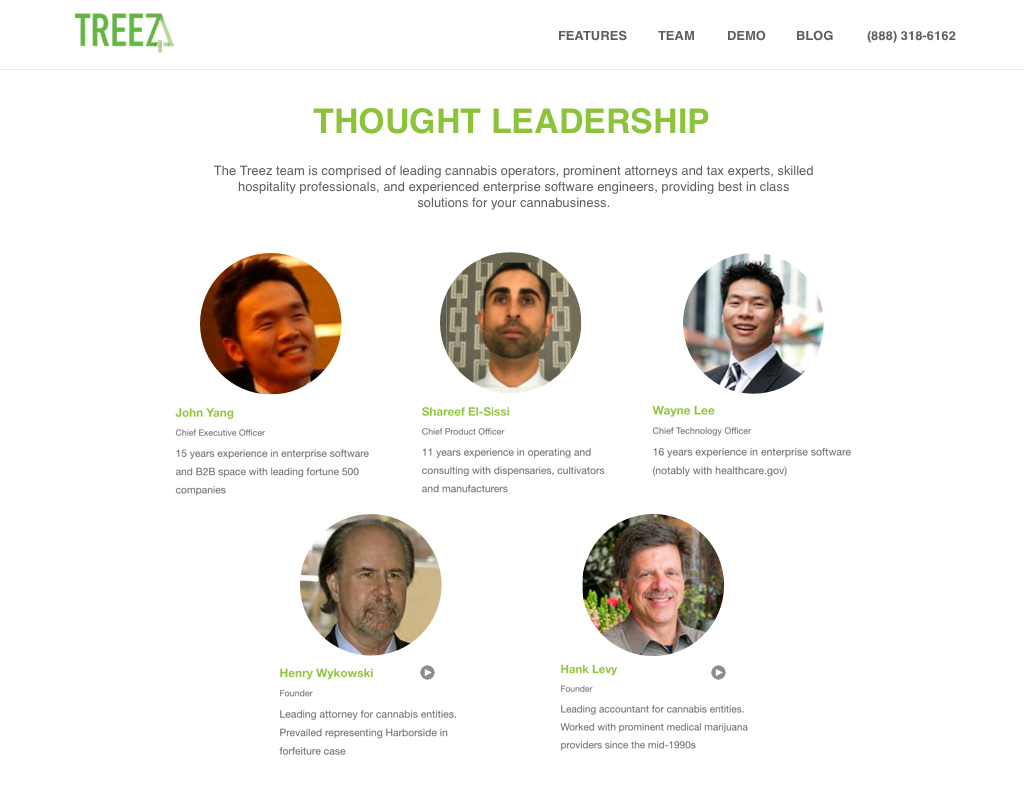 TREEZ
FEATURES TEAM DEMO BLOG (888) 318-6162
THOUGHT LEADERSHIP
The Treez team is comprised of leading cannabis operators, prominent attorneys and tax experts, skilled
hospitality professionals, and experienced enterprise software engineers, providing best in class
solutions for your cannabusiness.
John Yang
Chief Executive Officer
15 years experience in enterprise software
and B2B space with leading fortune 500
companies
Shareef El-Sissi
Chief Product Officer
11 years experience in operating and
consulting with dispensaries, cultivators
and manufacturers
Wayne Lee
Chief Technology Officer
16 years experience in enterprise software
(notably with healthcare.gov)
Henry Wykowski
Founder
Leading attorney for cannabis entities.
Prevailed representing Harborside in
forfeiture case
Hank Levy
Founder
Leading accountant for cannabis entities.
Worked with prominent medical marijuana
providers since the mid-1990s